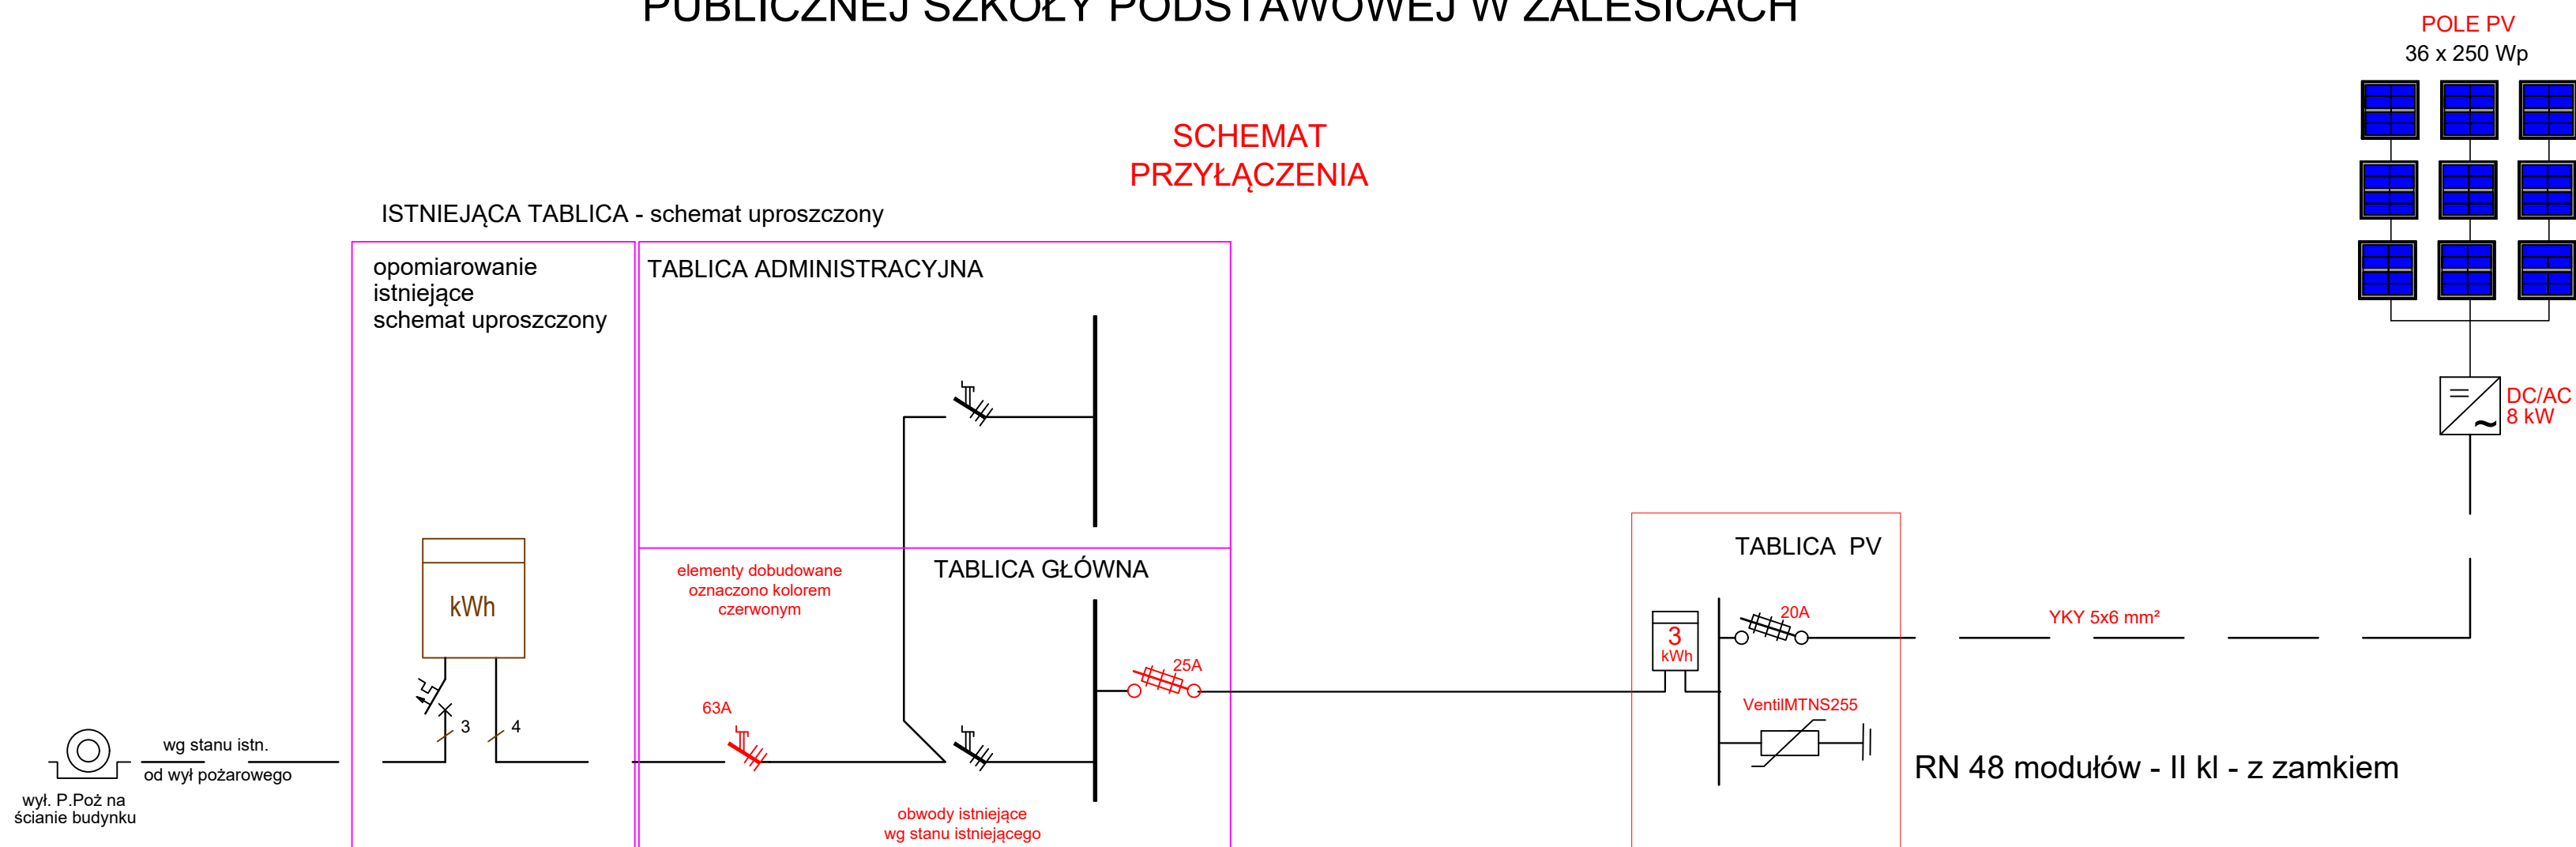 PUBLICZNEJ SZKOŁY PODSTAWOWEJ W ZALESICACH
POLE PV
36 x 250 Wp
SCHEMAT
PRZYŁĄCZENIA
ISTNIEJĄCA TABLICA - schemat uproszczony
opomiarowanie
istniejące
schemat uproszczony
TABLICA ADMINISTRACYJNA
DC/AC
8 kW
TABLICA GŁÓWNA
elementy dobudowane
oznaczono kolorem
czerwonym
TABLICA PV
kWh
20A
YKY 5x6 mm²
3
kWh
25A
63A
VentilMTNS255
3
4
wg stanu istn.
od wył pożarowego
RN 48 modułów - II kl - z zamkiem
wył. P.Poż na
ścianie budynku
obwody istniejące
wg stanu istniejącego